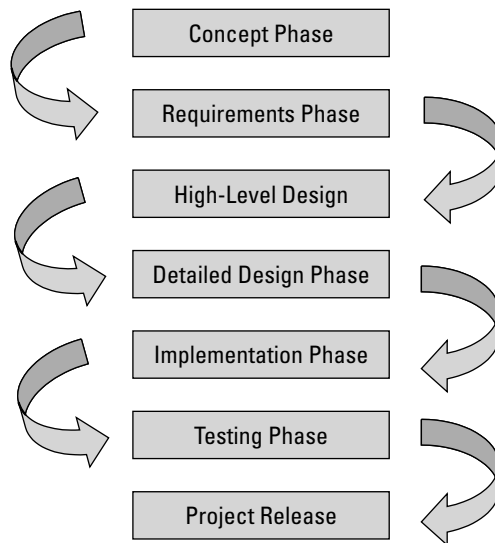 Concept Phase
Requirements Phase
High-Level Design
Detailed Design Phase
Implementation Phase
Testing Phase
Project Release